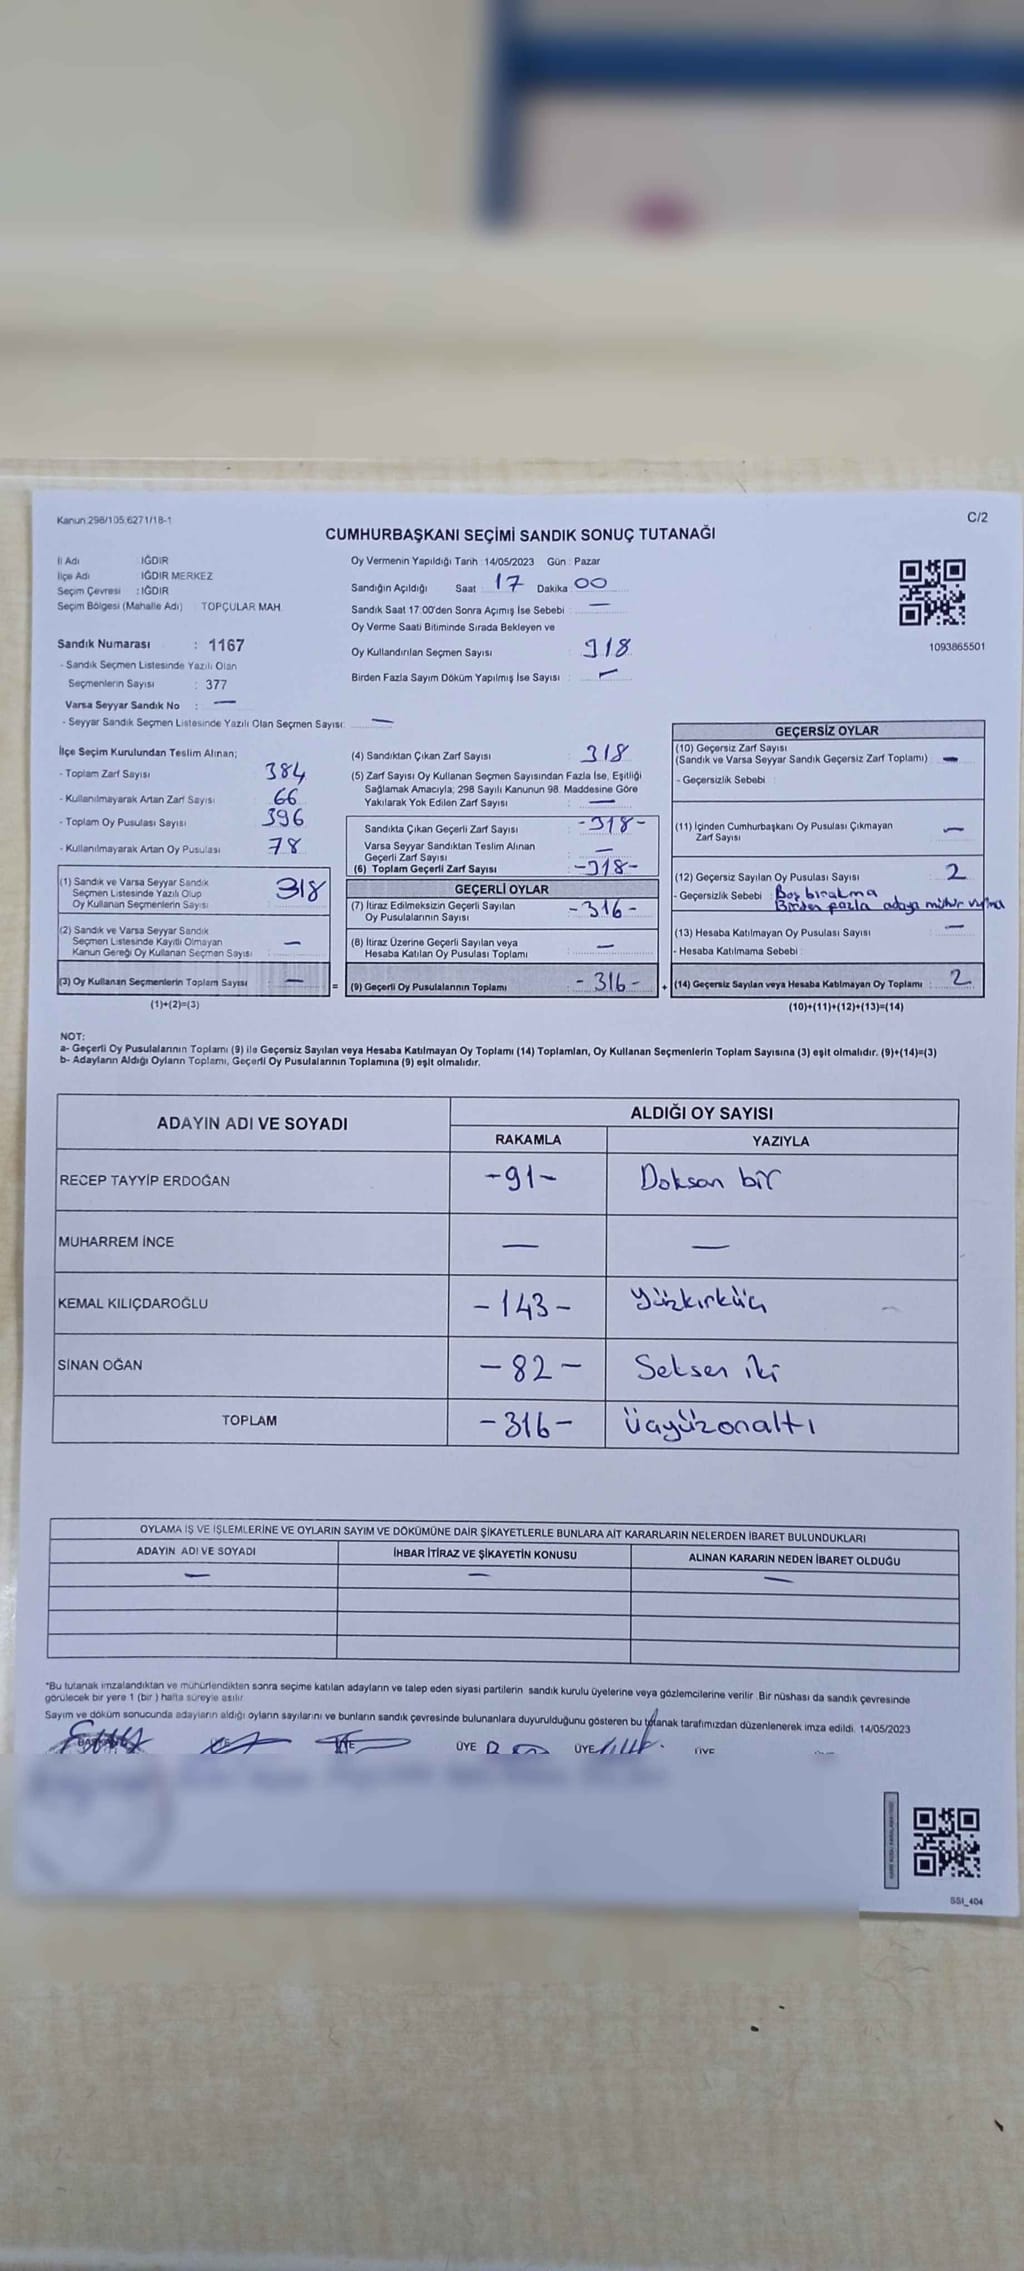 Kanun:298/105,6271/18-1
C/2
CUMHURBAŞKANI SEÇİMİ SANDIK SONUÇ TUTANAĞI
İl Adı : IĞDIR
İlçe Adı IĞDIR MERKEZ
Seçim Çevresi : IĞDIR
Seçim Bölgesi (Mahalle Adı) TOPÇULAR MAH.
Oy Vermenin Yapıldığı Tarih : 14/05/2023 Gün : Pazar
Sandığın Açıldığı Saat : 17 Dakika : 00
Sandık Saat 17:00'den Sonra Açımış İse Sebebi : —
Oy Verme Saati Bitiminde Sırada Bekleyen ve
Oy Kullandırılan Seçmen Sayısı : 318
Birden Fazla Sayım Döküm Yapılmış İse Sayısı : —
1093865501
Sandık Numarası : 1167
- Sandık Seçmen Listesinde Yazılı Olan
Seçmenlerin Sayısı : 377
Varsa Seyyar Sandık No : —
- Seyyar Sandık Seçmen Listesinde Yazılı Olan Seçmen Sayısı: —
İlçe Seçim Kurulundan Teslim Alınan;
- Toplam Zarf Sayısı : 384
- Kullanılmayarak Artan Zarf Sayısı : 66
- Toplam Oy Pusulası Sayısı : 396
- Kullanılmayarak Artan Oy Pusulası : 78
(1) Sandık ve Varsa Seyyar Sandık
Seçmen Listesinde Yazılı Olup
Oy Kullanan Seçmenlerin Sayısı : 318
(2) Sandık ve Varsa Seyyar Sandık
Seçmen Listesinde Kayıtlı Olmayan
Kanun Gereği Oy Kullanan Seçmen Sayısı : —
(3) Oy Kullanan Seçmenlerin Toplam Sayısı : —
(1)+(2)=(3)
=
(4) Sandıktan Çıkan Zarf Sayısı : 318
(5) Zarf Sayısı Oy Kullanan Seçmen Sayısından Fazla İse, Eşitliği
Sağlamak Amacıyla; 298 Sayılı Kanunun 98. Maddesine Göre
Yakılarak Yok Edilen Zarf Sayısı : —
Sandıkta Çıkan Geçerli Zarf Sayısı : -318-
Varsa Seyyar Sandıktan Teslim Alınan
Geçerli Zarf Sayısı : —
(6) Toplam Geçerli Zarf Sayısı : -318-
GEÇERLİ OYLAR
(7) İtiraz Edilmeksizin Geçerli Sayılan
Oy Pusulalarının Sayısı : -316-
(8) İtiraz Üzerine Geçerli Sayılan veya
Hesaba Katılan Oy Pusulası Toplamı : —
(9) Geçerli Oy Pusulalarının Toplamı : -316-
+
GEÇERSİZ OYLAR
(10) Geçersiz Zarf Sayısı
(Sandık ve Varsa Seyyar Sandık Geçersiz Zarf Toplamı) : —
- Geçersizlik Sebebi :
(11) İçinden Cumhurbaşkanı Oy Pusulası Çıkmayan
Zarf Sayısı : —
(12) Geçersiz Sayılan Oy Pusulası Sayısı : 2
- Geçersizlik Sebebi : Boş bırakma
Birden fazla adaya mühür vurma
(13) Hesaba Katılmayan Oy Pusulası Sayısı : —
- Hesaba Katılmama Sebebi :
(14) Geçersiz Sayılan veya Hesaba Katılmayan Oy Toplamı : 2
(10)+(11)+(12)+(13)=(14)
NOT:
a- Geçerli Oy Pusulalarının Toplamı (9) ile Geçersiz Sayılan veya Hesaba Katılmayan Oy Toplamı (14) Toplamları, Oy Kullanan Seçmenlerin Toplam Sayısına (3) eşit olmalıdır. (9)+(14)=(3)
b- Adayların Aldığı Oyların Toplamı, Geçerli Oy Pusulalarının Toplamına (9) eşit olmalıdır.
ADAYIN ADI VE SOYADI
ALDIĞI OY SAYISI
RAKAMLA YAZIYLA
RECEP TAYYİP ERDOĞAN -91- Doksan bir
MUHARREM İNCE — —
KEMAL KILIÇDAROĞLU -143- Yüzkırküç
SİNAN OĞAN -82- Seksen iki
TOPLAM -316- üçyüzonaltı
OYLAMA İŞ VE İŞLEMLERİNE VE OYLARIN SAYIM VE DÖKÜMÜNE DAİR ŞİKAYETLERLE BUNLARA AİT KARARLARIN NELERDEN İBARET BULUNDUKLARI
ADAYIN ADI VE SOYADI İHBAR İTİRAZ VE ŞİKAYETİN KONUSU ALINAN KARARIN NEDEN İBARET OLDUĞU
— — —
*Bu tutanak imzalandıktan ve mühürlendikten sonra seçime katılan adayların ve talep eden siyasi partilerin sandık kurulu üyelerine veya gözlemcilerine verilir. Bir nüshası da sandık çevresinde
görülecek bir yere 1 (bir ) hafta süreyle asılır.
Sayım ve döküm sonucunda adayların aldığı oyların sayılarını ve bunların sandık çevresinde bulunanlara duyurulduğunu gösteren bu tutanak tarafımızdan düzenlenerek imza edildi. 14/05/2023
BAŞKAN ÜYE ÜYE ÜYE ÜYE ÜYE
SSI_404